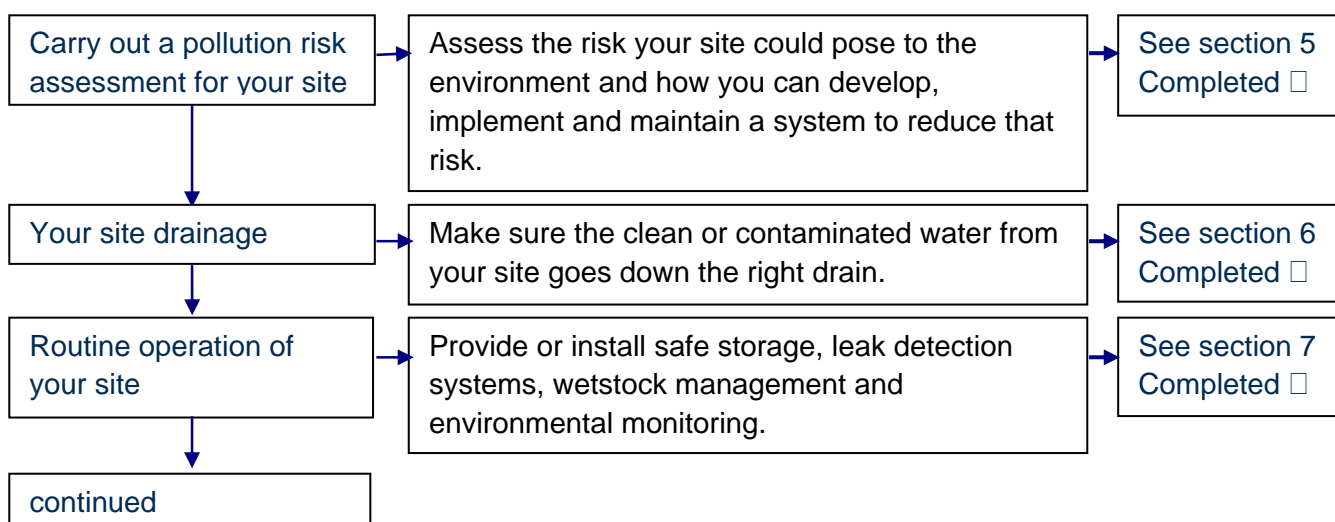 Carry out a pollution risk
assessment for your site
Assess the risk your site could pose to the
environment and how you can develop,
implement and maintain a system to reduce that
risk.
See section 5
Completed □
Your site drainage
Make sure the clean or contaminated water from
your site goes down the right drain.
See section 6
Completed □
Routine operation of
your site
Provide or install safe storage, leak detection
systems, wetstock management and
environmental monitoring.
See section 7
Completed □
continued